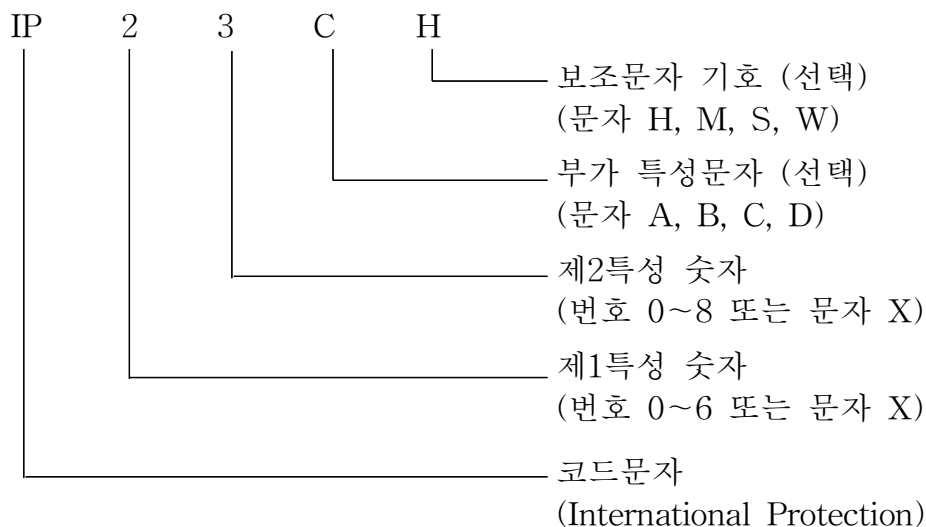 IP 2 3 C H
보조문자 기호 (선택)
(문자 H, M, S, W)
부가 특성문자 (선택)
(문자 A, B, C, D)
제2특성 숫자
(번호 0~8 또는 문자 X)
제1특성 숫자
(번호 0~6 또는 문자 X)
코드문자
(International Protection)